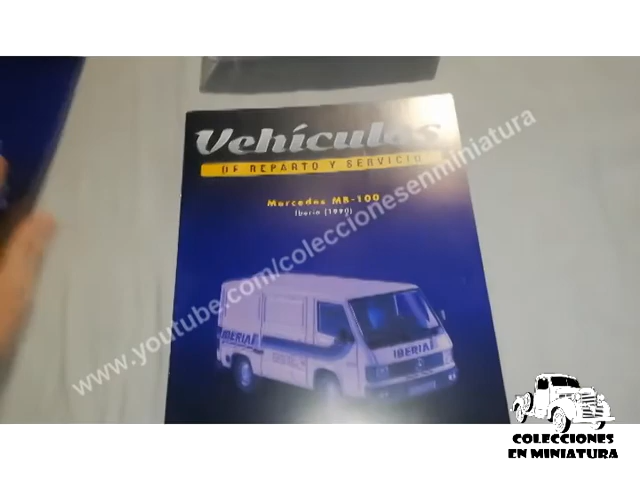 Vehículos
DE REPARTO Y SERVICIO
Mercedes MB-100
Iberia (1990)
IBERIA
IBERIA
www.youtube.com/coleccionesenminiatura
COLECCIONES
EN MINIATURA